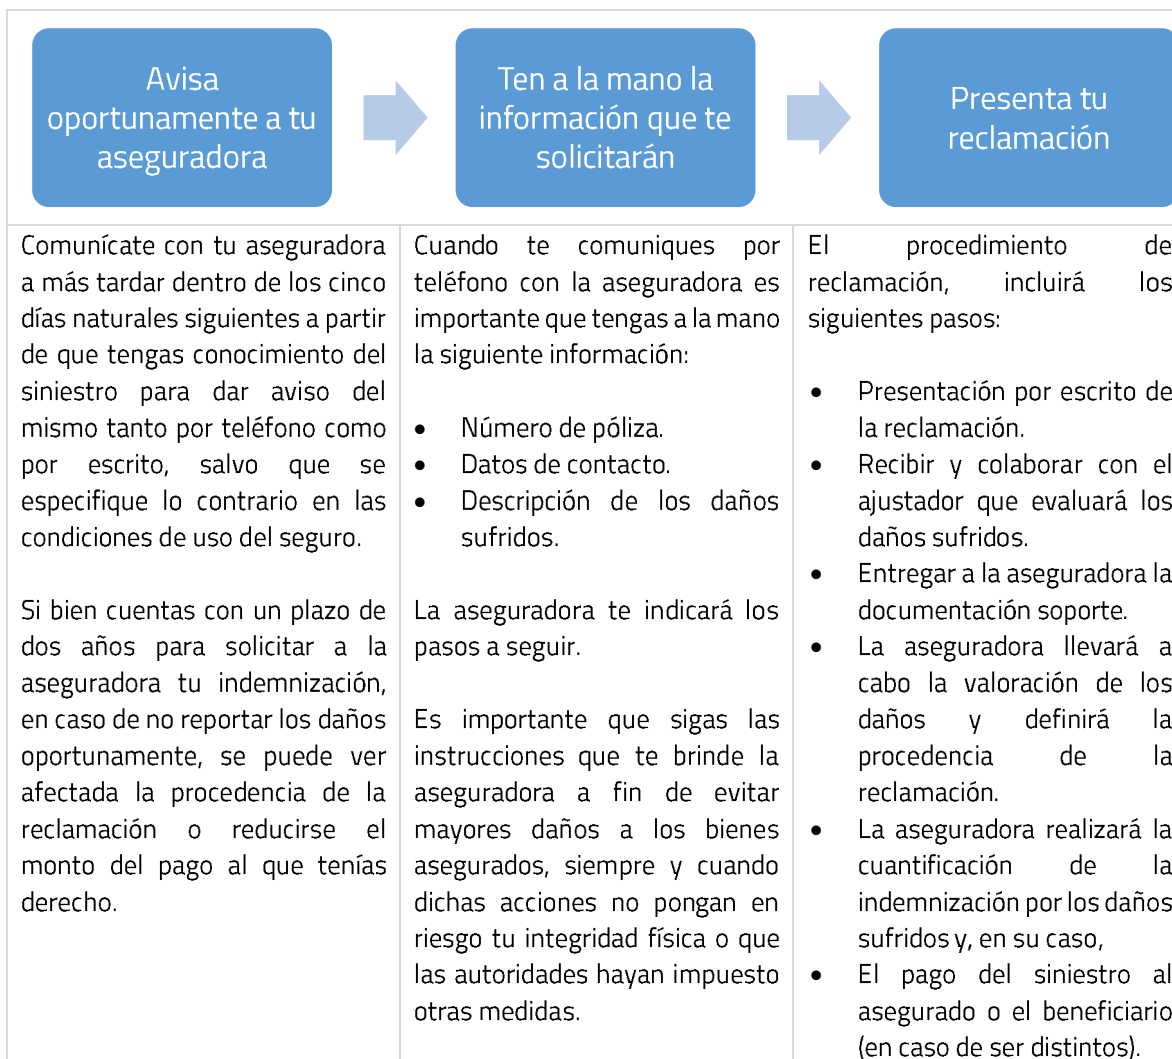 Avisa
oportunamente a tu
aseguradora
Ten a la mano la
información que te
solicitarán
Presenta tu
reclamación
Comunícate con tu aseguradora
a más tardar dentro de los cinco
días naturales siguientes a partir
de que tengas conocimiento del
siniestro para dar aviso del
mismo tanto por teléfono como
por escrito, salvo que se
especifique lo contrario en las
condiciones de uso del seguro.
Si bien cuentas con un plazo de
dos años para solicitar a la
aseguradora tu indemnización,
en caso de no reportar los daños
oportunamente, se puede ver
afectada la procedencia de la
reclamación o reducirse el
monto del pago al que tenías
derecho.
Cuando te comuniques por
teléfono con la aseguradora es
importante que tengas a la mano
la siguiente información:
• Número de póliza.
• Datos de contacto.
• Descripción de los daños
sufridos.
La aseguradora te indicará los
pasos a seguir.
Es importante que sigas las
instrucciones que te brinde la
aseguradora a fin de evitar
mayores daños a los bienes
asegurados, siempre y cuando
dichas acciones no pongan en
riesgo tu integridad física o que
las autoridades hayan impuesto
otras medidas.
El procedimiento de
reclamación, incluirá los
siguientes pasos:
• Presentación por escrito de
la reclamación.
• Recibir y colaborar con el
ajustador que evaluará los
daños sufridos.
• Entregar a la aseguradora la
documentación soporte.
• La aseguradora llevará a
cabo la valoración de los
daños y definirá la
procedencia de la
reclamación.
• La aseguradora realizará la
cuantificación de la
indemnización por los daños
sufridos y, en su caso,
• El pago del siniestro al
asegurado o el beneficiario
(en caso de ser distintos).